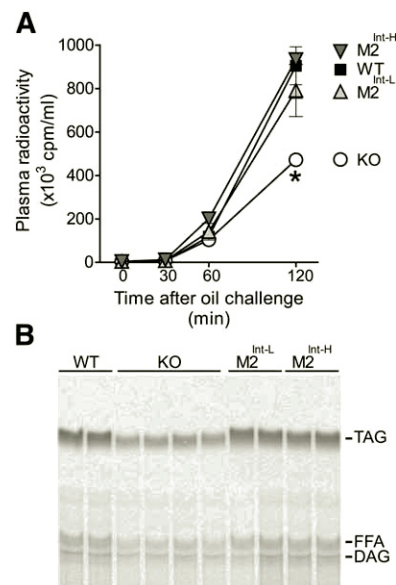 A
Plasma radioactivity
(x10³ cpm/ml)
1000
800
600
400
200
0
0 30 60 120
Time after oil challenge
(min)
*
M2Int-H
WT
M2Int-L
KO
B
WT KO M2Int-L M2Int-H
TAG
FFA
DAG